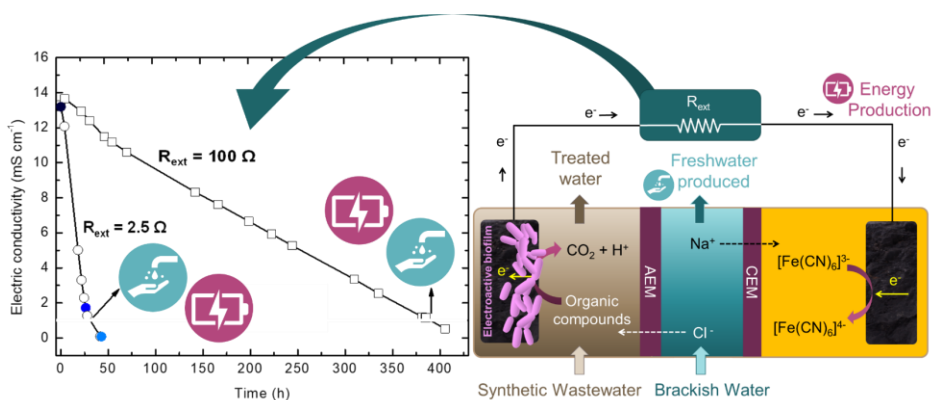 Electric conductivity (mS cm⁻¹)
16
14
12
10
8
6
4
2
0
R_ext = 100 Ω
R_ext = 2.5 Ω
0 50 100 150 200 250 300 350 400
Time (h)
R_ext
Energy
Production
e⁻
e⁻
e⁻
e⁻
e⁻
Treated
water
Freshwater
produced
Electroactive biofilm
e⁻
CO₂ + H⁺
Organic
compounds
AEM
Na⁺
Cl⁻
CEM
[Fe(CN)₆]³⁻
e⁻
[Fe(CN)₆]⁴⁻
Synthetic Wastewater
Brackish Water